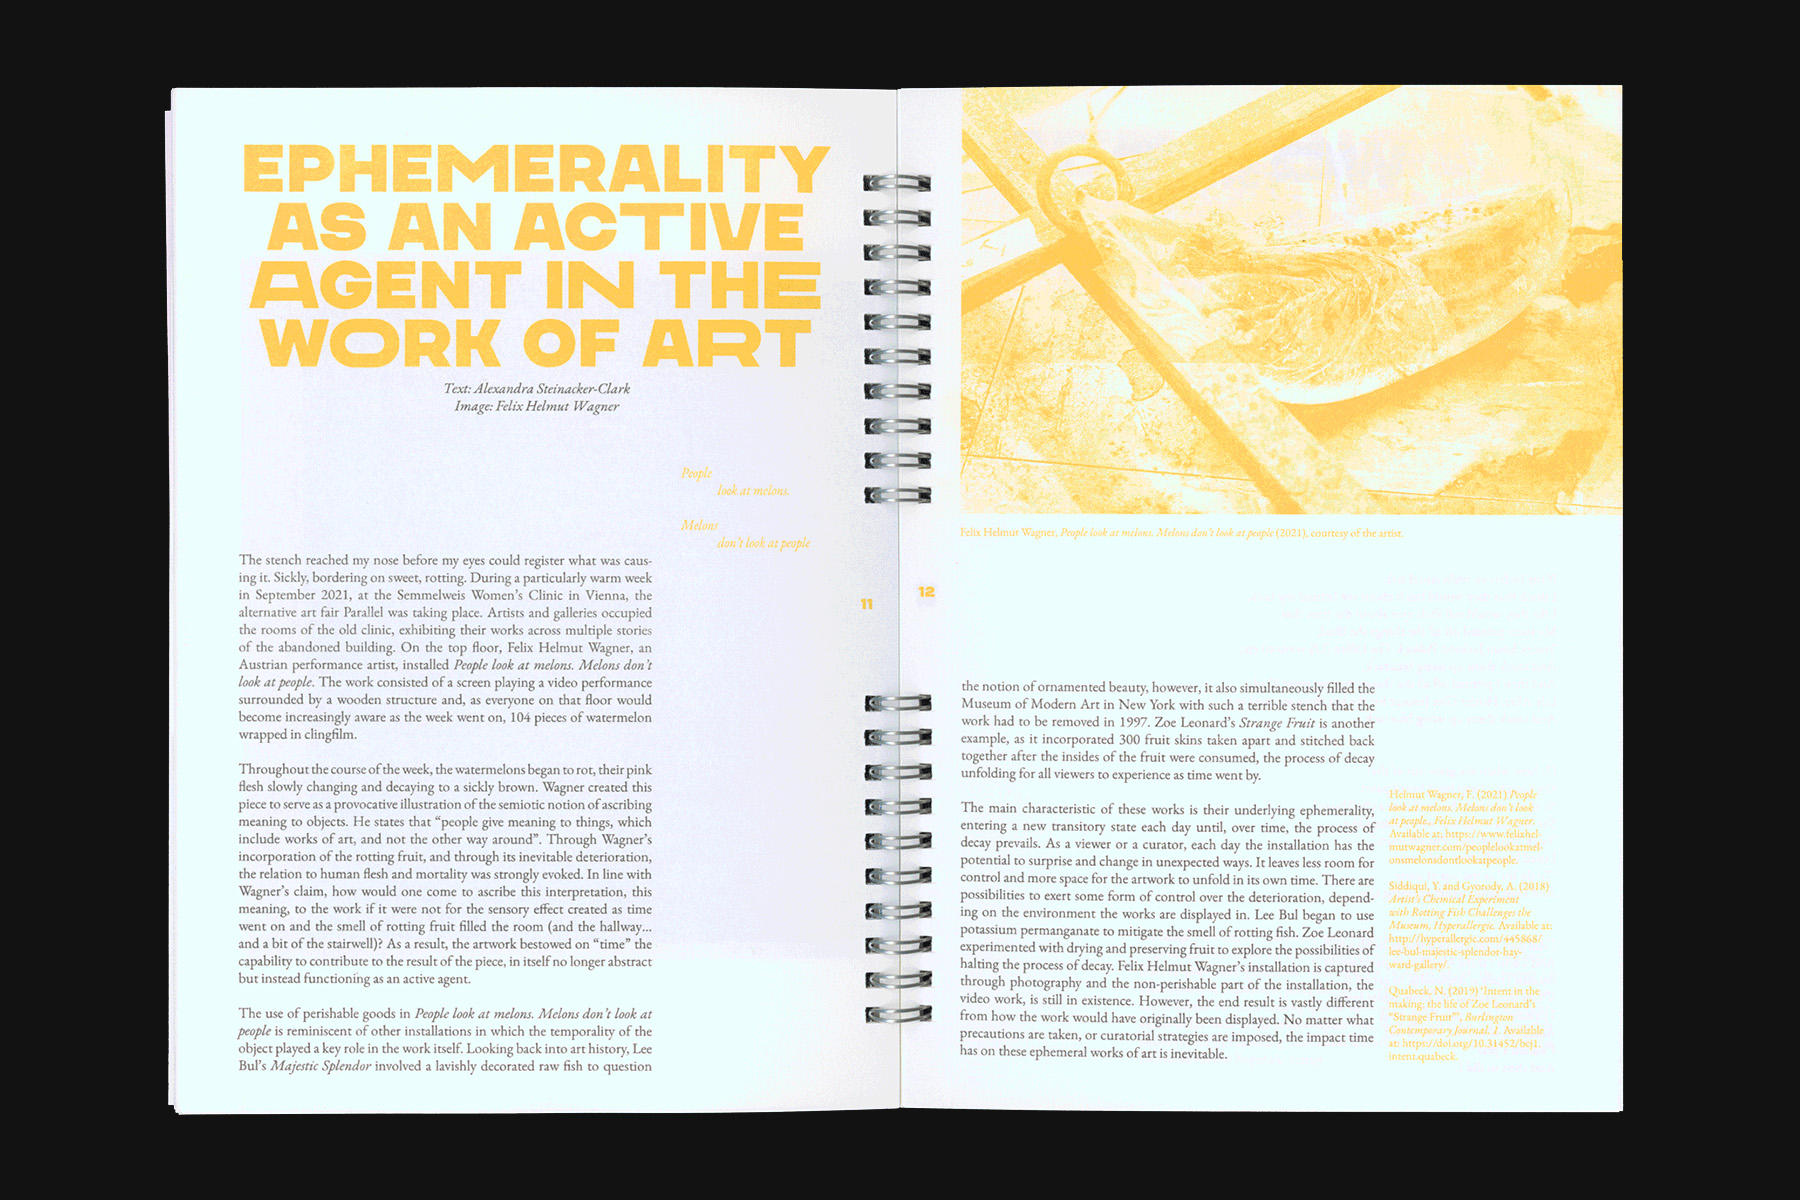 EPHEMERALITY
AS AN ACTIVE
AGENT IN THE
WORK OF ART
Text: Alexandra Steinacker-Clark
Image: Felix Helmut Wagner
People
look at melons.
Melons
don't look at people
The stench reached my nose before my eyes could register what was caus-
ing it. Sickly, bordering on sweet, rotting. During a particularly warm week
in September 2021, at the Semmelweis Women's Clinic in Vienna, the
alternative art fair Parallel was taking place. Artists and galleries occupied
the rooms of the old clinic, exhibiting their works across multiple stories
of the abandoned building. On the top floor, Felix Helmut Wagner, an
Austrian performance artist, installed People look at melons. Melons don't
look at people. The work consisted of a screen playing a video performance
surrounded by a wooden structure and, as everyone on that floor would
become increasingly aware as the week went on, 104 pieces of watermelon
wrapped in clingfilm.
Throughout the course of the week, the watermelons began to rot, their pink
flesh slowly changing and decaying to a sickly brown. Wagner created this
piece to serve as a provocative illustration of the semiotic notion of ascribing
meaning to objects. He states that “people give meaning to things, which
include works of art, and not the other way around”. Through Wagner's
incorporation of the rotting fruit, and through its inevitable deterioration,
the relation to human flesh and mortality was strongly evoked. In line with
Wagner's claim, how would one come to ascribe this interpretation, this
meaning, to the work if it were not for the sensory effect created as time
went on and the smell of rotting fruit filled the room (and the hallway...
and a bit of the stairwell)? As a result, the artwork bestowed on “time” the
capability to contribute to the result of the piece, in itself no longer abstract
but instead functioning as an active agent.
The use of perishable goods in People look at melons. Melons don't look at
people is reminiscent of other installations in which the temporality of the
object played a key role in the work itself. Looking back into art history, Lee
Bul's Majestic Splendor involved a lavishly decorated raw fish to question
11
12
Felix Helmut Wagner, People look at melons. Melons don't look at people (2021), courtesy of the artist.
the notion of ornamented beauty, however, it also simultaneously filled the
Museum of Modern Art in New York with such a terrible stench that the
work had to be removed in 1997. Zoe Leonard's Strange Fruit is another
example, as it incorporated 300 fruit skins taken apart and stitched back
together after the insides of the fruit were consumed, the process of decay
unfolding for all viewers to experience as time went by.
The main characteristic of these works is their underlying ephemerality,
entering a new transitory state each day until, over time, the process of
decay prevails. As a viewer or a curator, each day the installation has the
potential to surprise and change in unexpected ways. It leaves less room for
control and more space for the artwork to unfold in its own time. There are
possibilities to exert some form of control over the deterioration, depend-
ing on the environment the works are displayed in. Lee Bul began to use
potassium permanganate to mitigate the smell of rotting fish. Zoe Leonard
experimented with drying and preserving fruit to explore the possibilities of
halting the process of decay. Felix Helmut Wagner's installation is captured
through photography and the non-perishable part of the installation, the
video work, is still in existence. However, the end result is vastly different
from how the work would have originally been displayed. No matter what
precautions are taken, or curatorial strategies are imposed, the impact time
has on these ephemeral works of art is inevitable.
Helmut Wagner, F. (2021) People
look at melons. Melons don't look
at people., Felix Helmut Wagner.
Available at: https://www.felixhel-
mutwagner.com/peoplelookatmel-
onsmelonsdontlookatpeople.
Siddiqui, Y. and Gyorody, A. (2018)
Artist's Chemical Experiment
with Rotting Fish Challenges the
Museum, Hyperallergic. Available at:
http://hyperallergic.com/445868/
lee-bul-majestic-splendor-hay-
ward-gallery/.
Quabeck, N. (2019) ‘Intent in the
making: the life of Zoe Leonard's
“Strange Fruit”’, Burlington
Contemporary Journal, 1. Available
at: https://doi.org/10.31452/bcj1.
intent.quabeck.